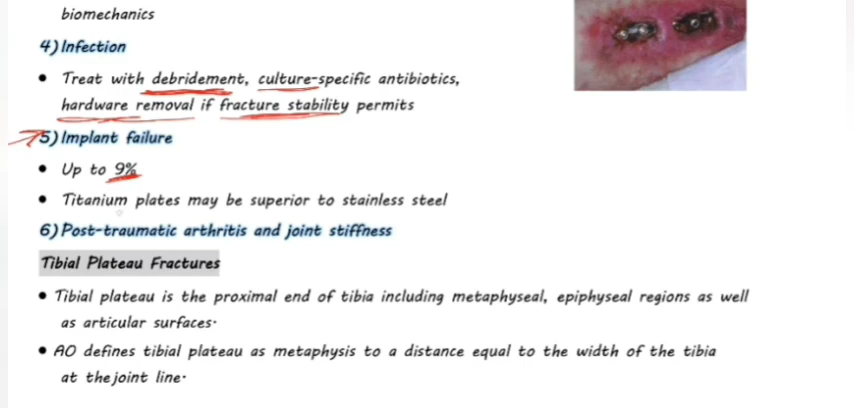 biomechanics
4) Infection
• Treat with debridement, culture-specific antibiotics,
hardware removal if fracture stability permits
5) Implant failure
• Up to 9%
• Titanium plates may be superior to stainless steel
6) Post-traumatic arthritis and joint stiffness
Tibial Plateau Fractures
• Tibial plateau is the proximal end of tibia including metaphyseal, epiphyseal regions as well
as articular surfaces.
• AO defines tibial plateau as metaphysis to a distance equal to the width of the tibia
at thejoint line.